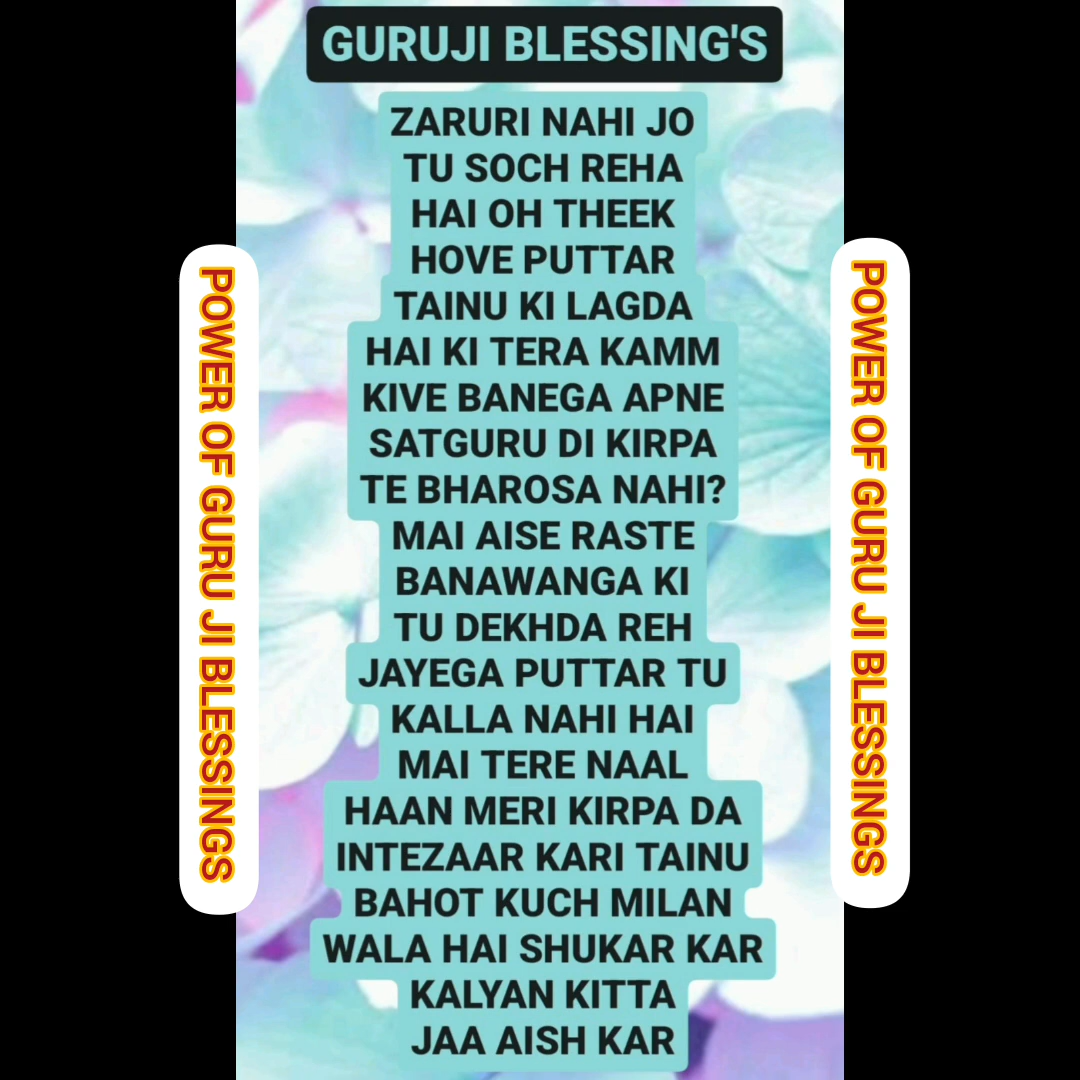 GURUJI BLESSING'S
ZARURI NAHI JO
TU SOCH REHA
HAI OH THEEK
HOVE PUTTAR
TAINU KI LAGDA
HAI KI TERA KAMM
KIVE BANEGA APNE
SATGURU DI KIRPA
TE BHAROSA NAHI?
MAI AISE RASTE
BANAWANGA KI
TU DEKHDA REH
JAYEGA PUTTAR TU
KALLA NAHI HAI
MAI TERE NAAL
HAAN MERI KIRPA DA
INTEZAAR KARI TAINU
BAHOT KUCH MILAN
WALA HAI SHUKAR KAR
KALYAN KITTA
JAA AISH KAR
POWER OF GURU JI BLESSINGS
POWER OF GURU JI BLESSINGS